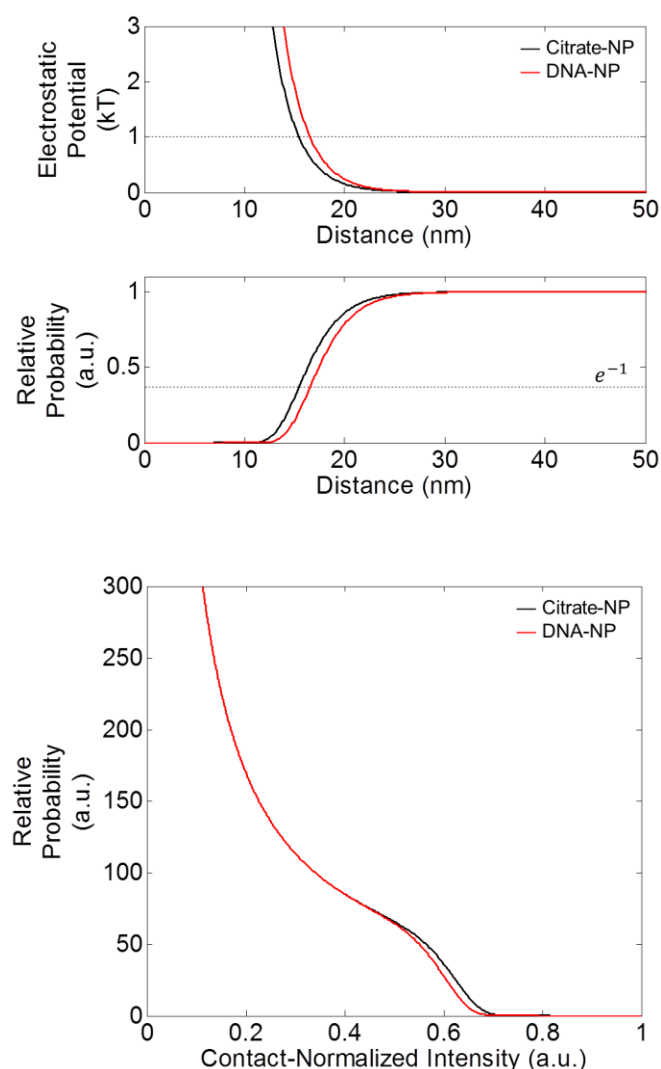 3
2
1
0
Electrostatic
Potential
(kT)
Citrate-NP
DNA-NP
0 10 20 30 40 50
Distance (nm)
1
0.5
0
Relative
Probability
(a.u.)
e⁻¹
0 10 20 30 40 50
Distance (nm)
300
250
200
150
100
50
0
Relative
Probability
(a.u.)
Citrate-NP
DNA-NP
0 0.2 0.4 0.6 0.8 1
Contact-Normalized Intensity (a.u.)